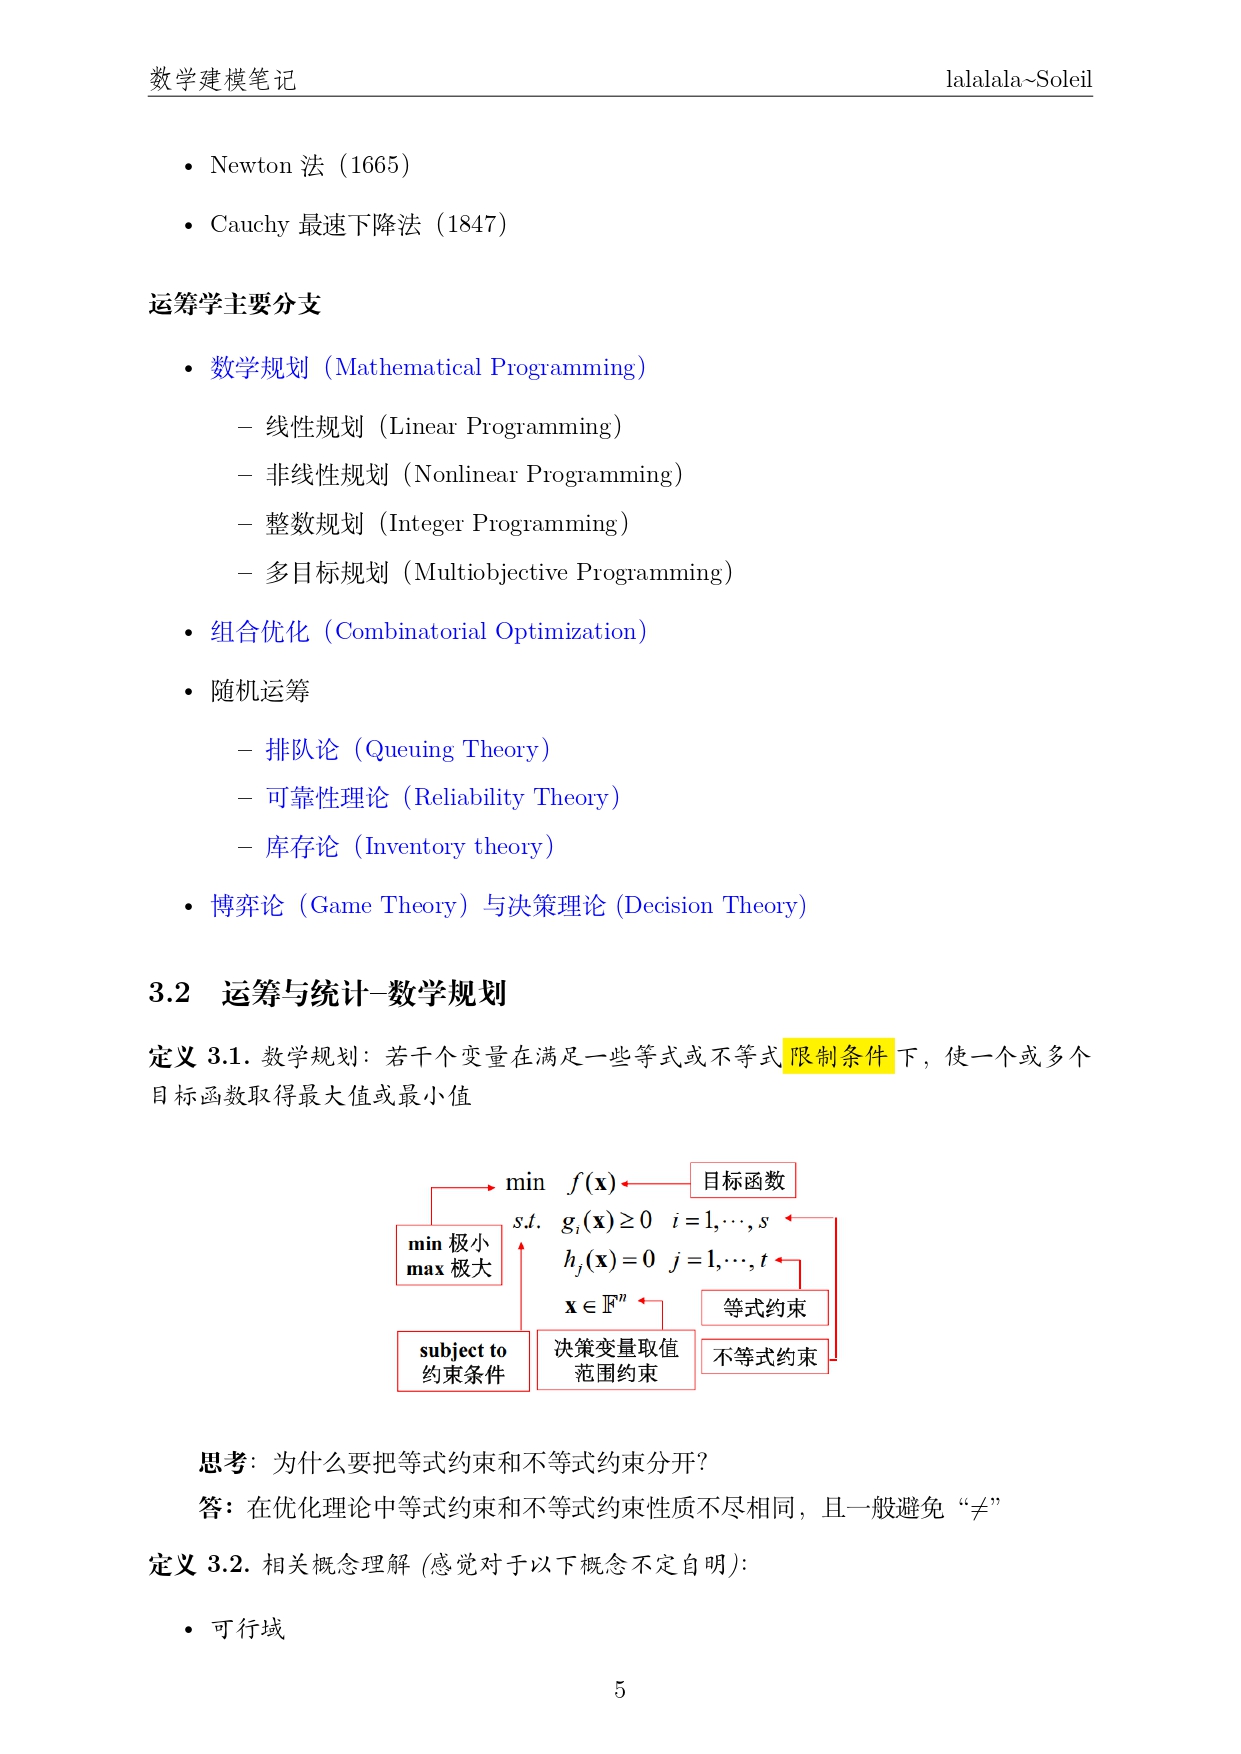 数学建模笔记 lalalala~Soleil
• Newton 法（1665）
• Cauchy 最速下降法（1847）
运筹学主要分支
• 数学规划（Mathematical Programming）
– 线性规划（Linear Programming）
– 非线性规划（Nonlinear Programming）
– 整数规划（Integer Programming）
– 多目标规划（Multiobjective Programming）
• 组合优化（Combinatorial Optimization）
• 随机运筹
– 排队论（Queuing Theory）
– 可靠性理论（Reliability Theory）
– 库存论（Inventory theory）
• 博弈论（Game Theory）与决策理论 (Decision Theory)
3.2 运筹与统计–数学规划
定义 3.1. 数学规划：若干个变量在满足一些等式或不等式限制条件下，使一个或多个
目标函数取得最大值或最小值
min f(x) 目标函数
s.t. g_i(x) ≥ 0 i = 1,⋯,s
min 极小
max 极大
h_j(x) = 0 j = 1,⋯,t
x ∈ 𝔽^n
等式约束
subject to
约束条件
决策变量取值
范围约束
不等式约束
思考：为什么要把等式约束和不等式约束分开？
答：在优化理论中等式约束和不等式约束性质不尽相同，且一般避免“≠”
定义 3.2. 相关概念理解 (感觉对于以下概念不定自明)：
• 可行域
5